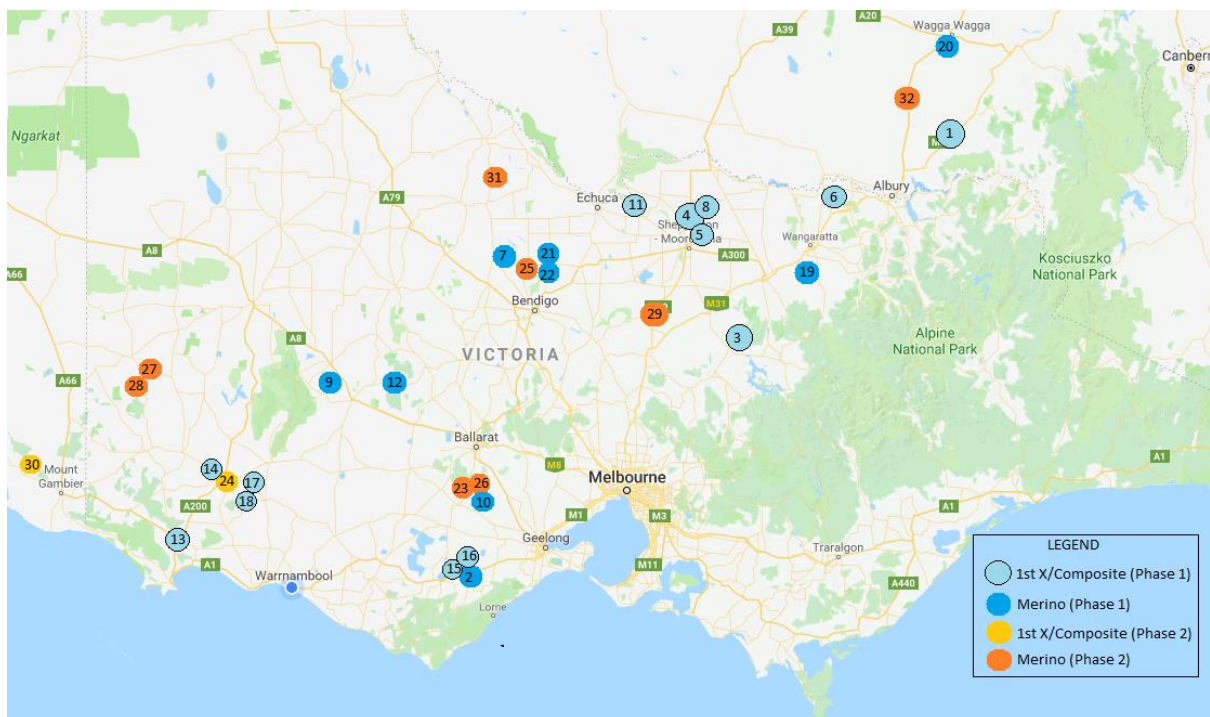 A20
Wagga Wagga
20
A39
Canberr
32
Ngarkat
1
31
A79
Echuca
11
4
8
6
Albury
Shep
5
- Moor
Wangaratta
A300
A8
A66
7
21
25
22
19
Kosciuszko
National Park
Bendigo
29
M31
3
Alpine
National Park
A8
VICTORIA
27
28
A66
9
12
Ballarat
M8
Melbourne
30
Mount
Gambier
14
24
17
18
23
26
10
A1
A200
M1
M3
A1
13
Geelong
Traralgon
A1
Warrnambool
16
15
2
M11
A440
Lorne
LEGEND
1st X/Composite (Phase 1)
Merino (Phase 1)
1st X/Composite (Phase 2)
Merino (Phase 2)